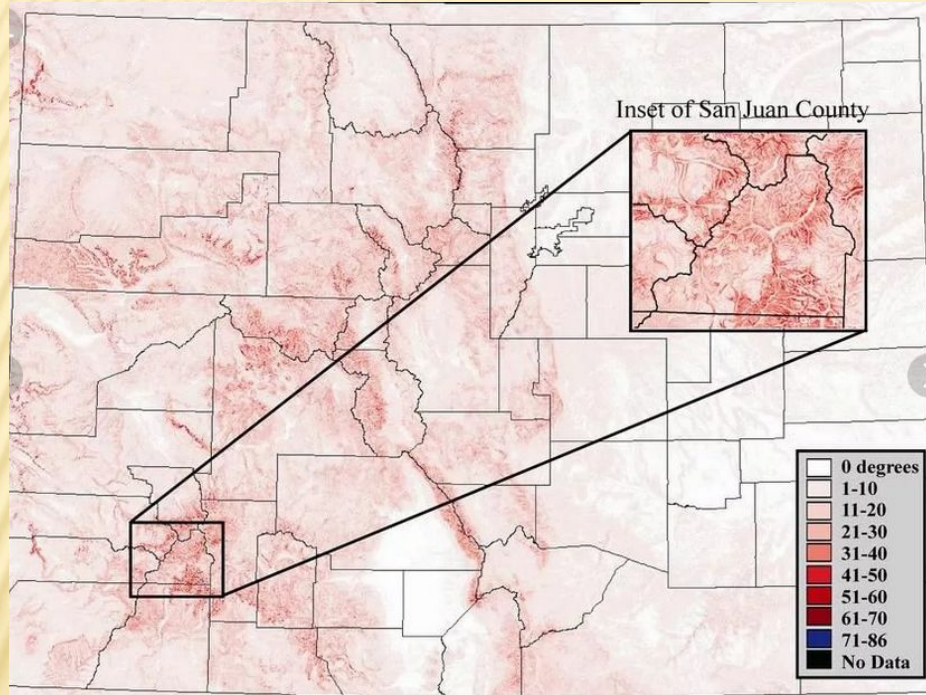 Inset of San Juan County
0 degrees
1-10
11-20
21-30
31-40
41-50
51-60
61-70
71-86
No Data